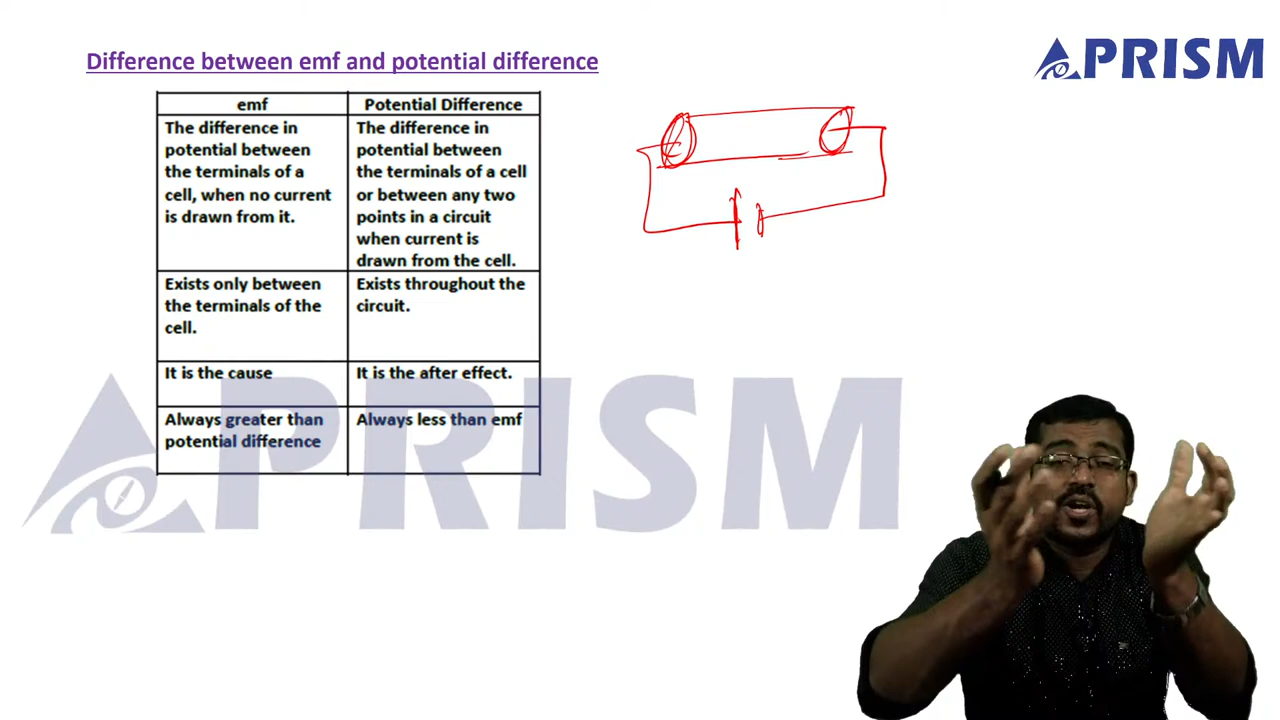 Difference between emf and potential difference
PRISM
emf
Potential Difference
The difference in
potential between
the terminals of a
cell, when no current
is drawn from it.
The difference in
potential between
the terminals of a cell
or between any two
points in a circuit
when current is
drawn from the cell.
Exists only between
the terminals of the
cell.
Exists throughout the
circuit.
It is the cause
It is the after effect.
Always greater than
potential difference
Always less than emf
PRISM